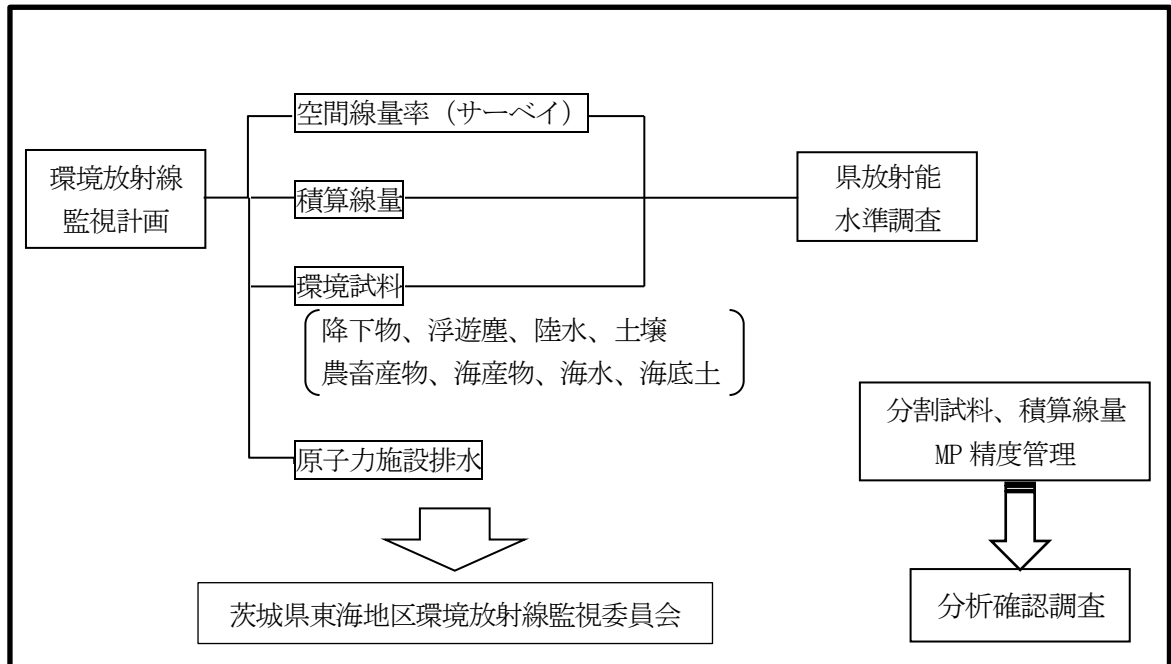 環境放射線
監視計画
空間線量率（サーベイ）
積算線量
環境試料
降下物、浮遊塵、陸水、土壌
農畜産物、海産物、海水、海底土
原子力施設排水
県放射能
水準調査
茨城県東海地区環境放射線監視委員会
分割試料、積算線量
MP 精度管理
分析確認調査